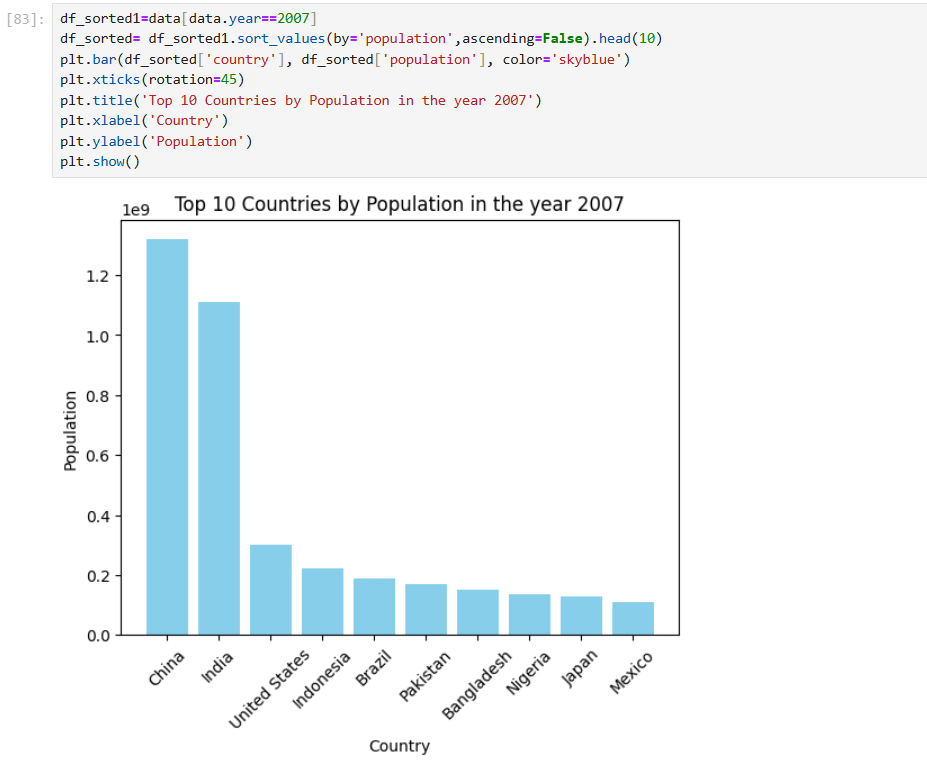 [83]:
df_sorted1=data[data.year==2007]
df_sorted= df_sorted1.sort_values(by='population',ascending=False).head(10)
plt.bar(df_sorted['country'], df_sorted['population'], color='skyblue')
plt.xticks(rotation=45)
plt.title('Top 10 Countries by Population in the year 2007')
plt.xlabel('Country')
plt.ylabel('Population')
plt.show()
1e9
Top 10 Countries by Population in the year 2007
Population
1.2
1.0
0.8
0.6
0.4
0.2
0.0
China
India
United States
Indonesia
Brazil
Pakistan
Bangladesh
Nigeria
Japan
Mexico
Country